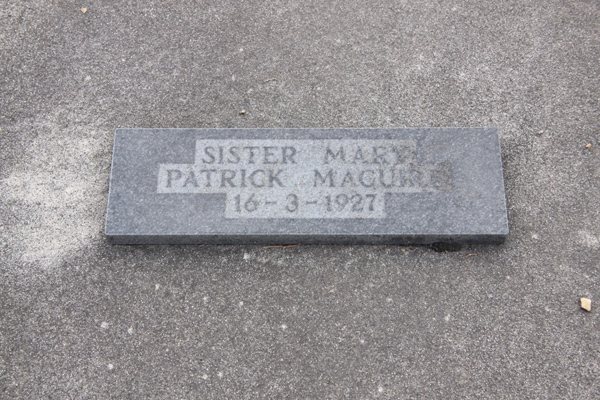 SISTER MARY
PATRICK MAGUIRE
16-3-1927